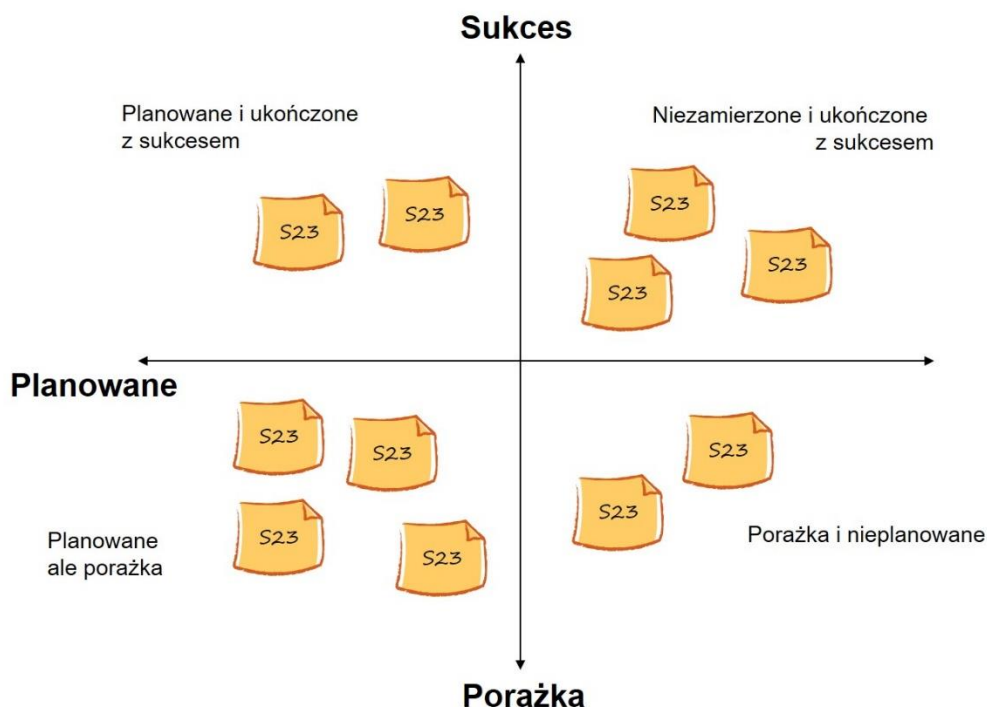 Sukces
Planowane i ukończone
z sukcesem
Niezamierzone i ukończone
z sukcesem
S23
S23
S23
S23
S23
Planowane
S23
S23
S23
S23
S23
S23
Planowane
ale porażka
Porażka i nieplanowane
Porażka